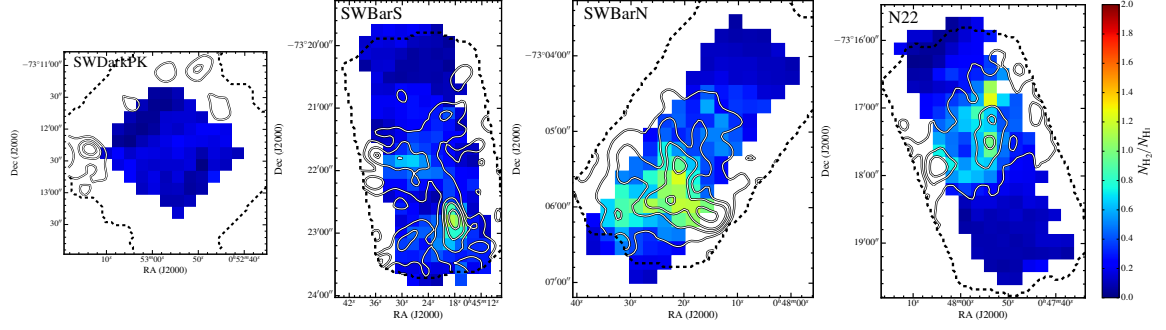 SWDarkPK
−73°11′00″
30″
12′00″
30″
13′00″
30″
Dec (J2000)
10ˢ
53ᵐ00ˢ
50ˢ
0ʰ52ᵐ40ˢ
RA (J2000)
SWBarS
−73°20′00″
21′00″
22′00″
23′00″
24′00″
Dec (J2000)
42ˢ
36ˢ
30ˢ
24ˢ
18ˢ
0ʰ45ᵐ12ˢ
RA (J2000)
SWBarN
−73°04′00″
05′00″
06′00″
07′00″
Dec (J2000)
40ˢ
30ˢ
20ˢ
10ˢ
0ʰ48ᵐ00ˢ
RA (J2000)
N22
−73°16′00″
17′00″
18′00″
19′00″
Dec (J2000)
10ˢ
48ᵐ00ˢ
50ˢ
0ʰ47ᵐ40ˢ
RA (J2000)
2.0
1.8
1.6
1.4
1.2
1.0
0.8
0.6
0.4
0.2
0.0
N_H₂/N_HI